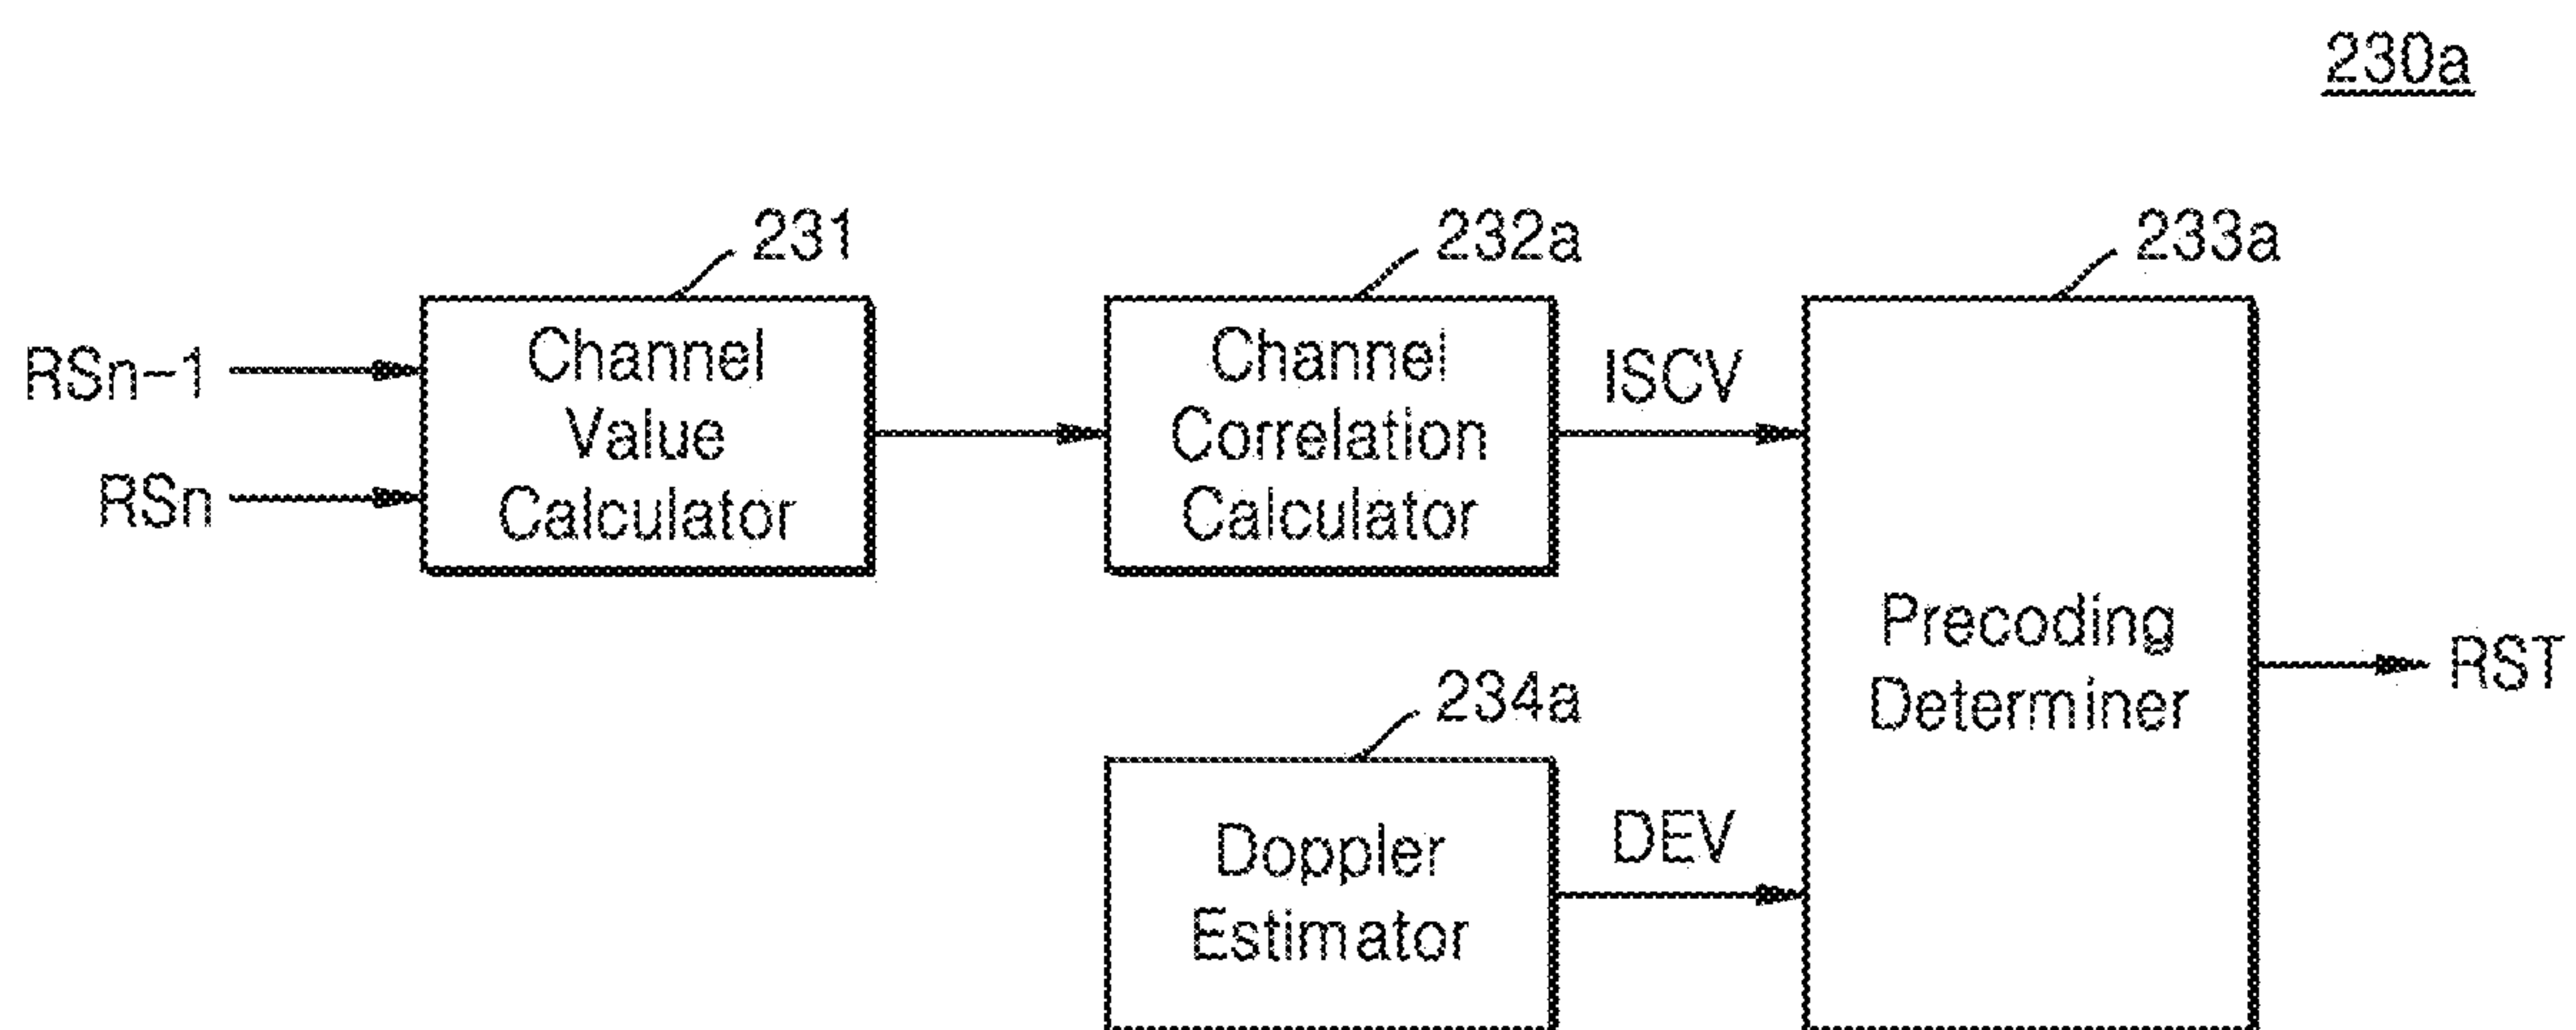 230a
231
232a
233a
RSn-1
RSn
Channel
Value
Calculator
Channel
Correlation
Calculator
ISCV
Precoding
Determiner
RST
234a
Doppler
Estimator
DEV